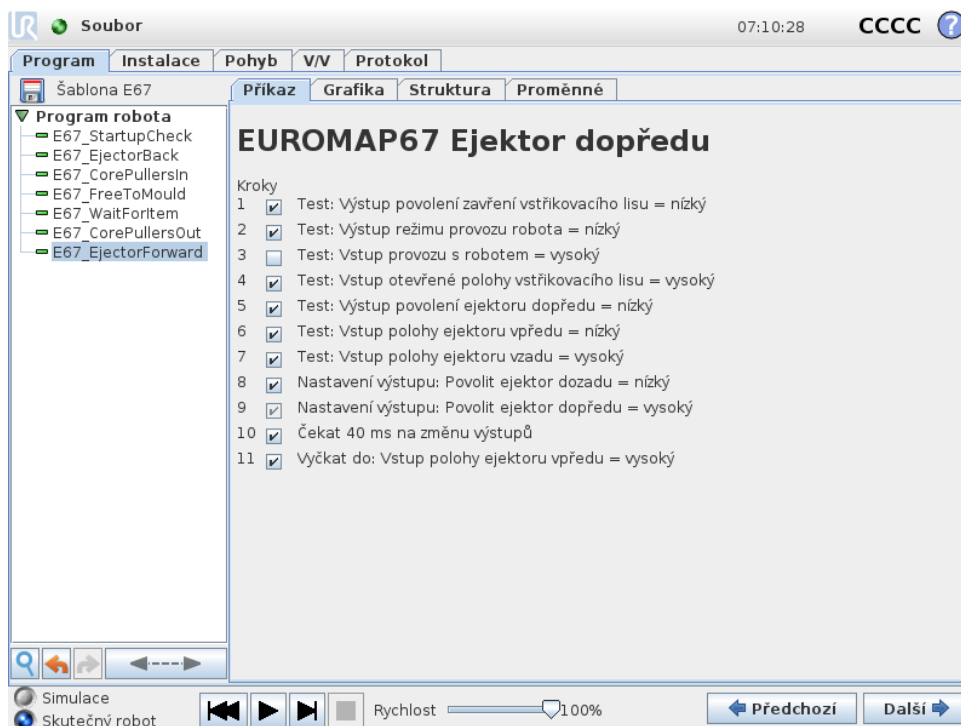 UR Soubor 07:10:28 CCCC ?
Program Instalace Pohyb V/V Protokol
Šablona E67
Příkaz Grafika Struktura Proměnné
Program robota
E67_StartupCheck
E67_EjectorBack
E67_CorePullersIn
E67_FreeToMould
E67_WaitForItem
E67_CorePullersOut
E67_EjectorForward
EUROMAP67 Ejektor dopředu
Kroky
1 Test: Výstup povolení zavření vstřikovacího lisu = nízký
2 Test: Výstup režimu provozu robota = nízký
3 Test: Vstup provozu s robotem = vysoký
4 Test: Vstup otevřené polohy vstřikovacího lisu = vysoký
5 Test: Výstup povolení ejektoru dopředu = nízký
6 Test: Vstup polohy ejektoru vpředu = nízký
7 Test: Vstup polohy ejektoru vzadu = vysoký
8 Nastavení výstupu: Povolit ejektor dozadu = nízký
9 Nastavení výstupu: Povolit ejektor dopředu = vysoký
10 Čekat 40 ms na změnu výstupů
11 Vyčkat do: Vstup polohy ejektoru vpředu = vysoký
Simulace
Skutečný robot
Rychlost 100%
Předchozí Další